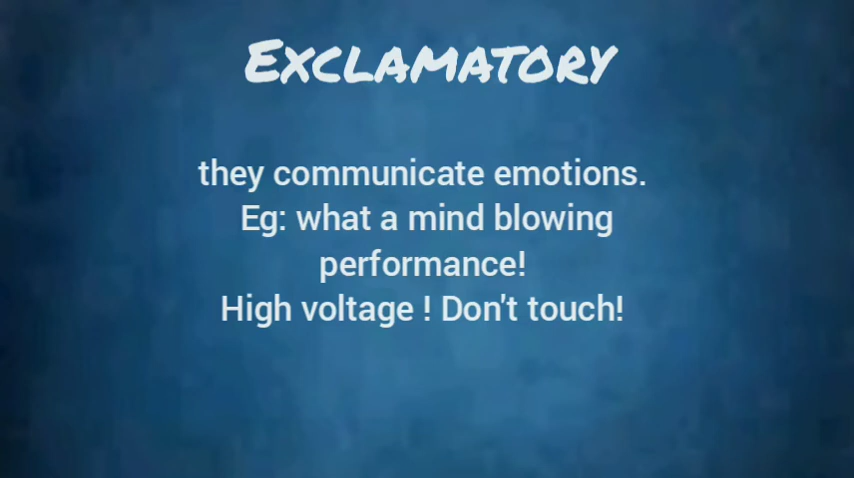 EXCLAMATORY
they communicate emotions.
Eg: what a mind blowing
performance!
High voltage ! Don't touch!